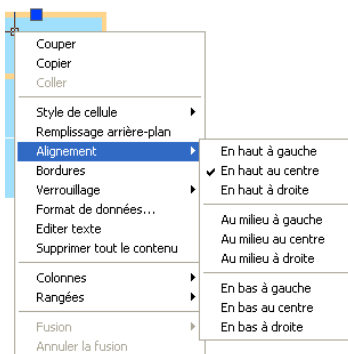 Couper
Copier
Coller
Style de cellule
Remplissage arrière-plan
Alignement
Bordures
Verrouillage
Format de données...
Editer texte
Supprimer tout le contenu
Colonnes
Rangées
Fusion
Annuler la fusion
En haut à gauche
En haut au centre
En haut à droite
Au milieu à gauche
Au milieu au centre
Au milieu à droite
En bas à gauche
En bas au centre
En bas à droite